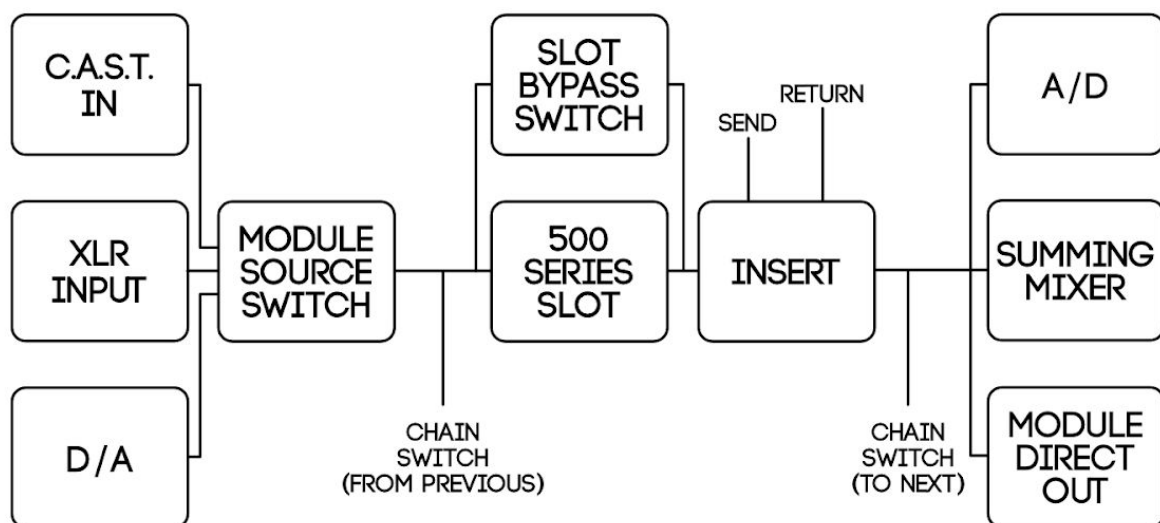 C.A.S.T.
IN
XLR
INPUT
D/A
MODULE
SOURCE
SWITCH
CHAIN
SWITCH
(FROM PREVIOUS)
SLOT
BYPASS
SWITCH
500
SERIES
SLOT
SEND
RETURN
INSERT
CHAIN
SWITCH
(TO NEXT)
A/D
SUMMING
MIXER
MODULE
DIRECT
OUT